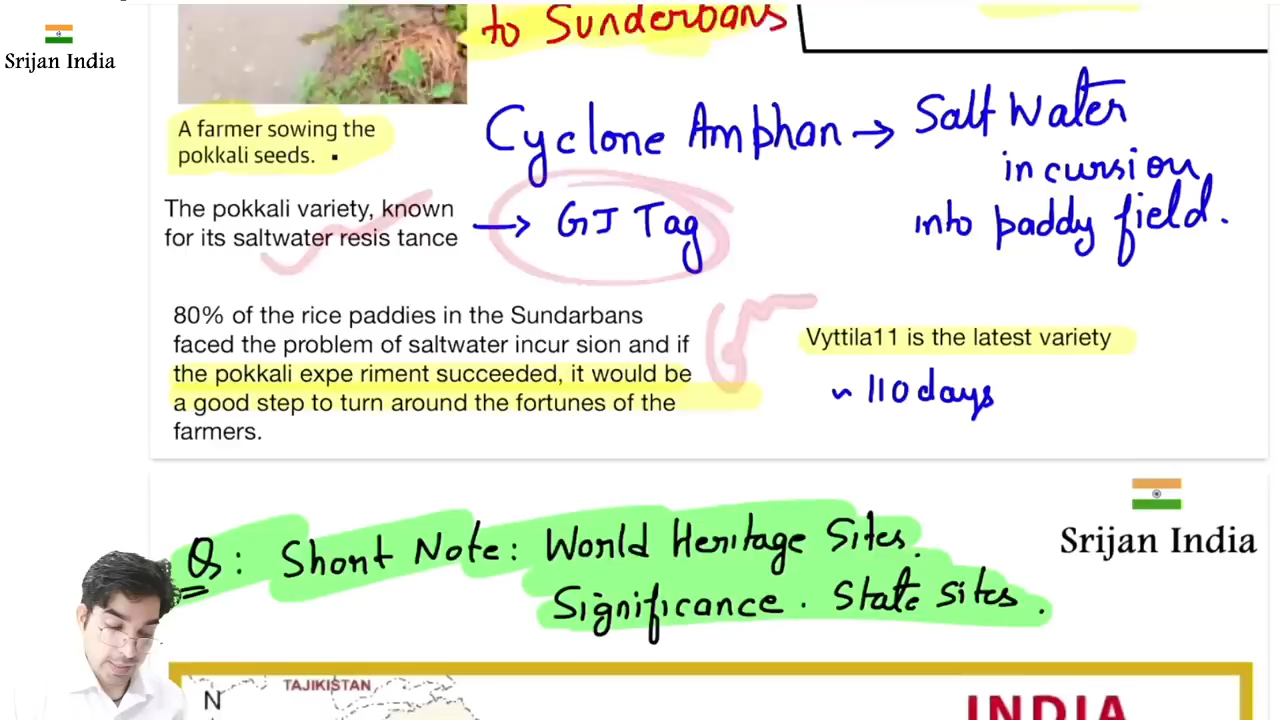 to Sunderbans
Srijan India
A farmer sowing the
pokkali seeds.
Cyclone Amphan → Salt Water
incursion
into paddy field.
The pokkali variety, known
for its saltwater resis tance
→ GI Tag
80% of the rice paddies in the Sundarbans
faced the problem of saltwater incur sion and if
the pokkali expe riment succeeded, it would be
a good step to turn around the fortunes of the
farmers.
Vyttila11 is the latest variety
~ 110 days
Srijan India
Q: Short Note: World Heritage Sites.
Significance. State Sites.
TAJIKISTAN
N
INDIA